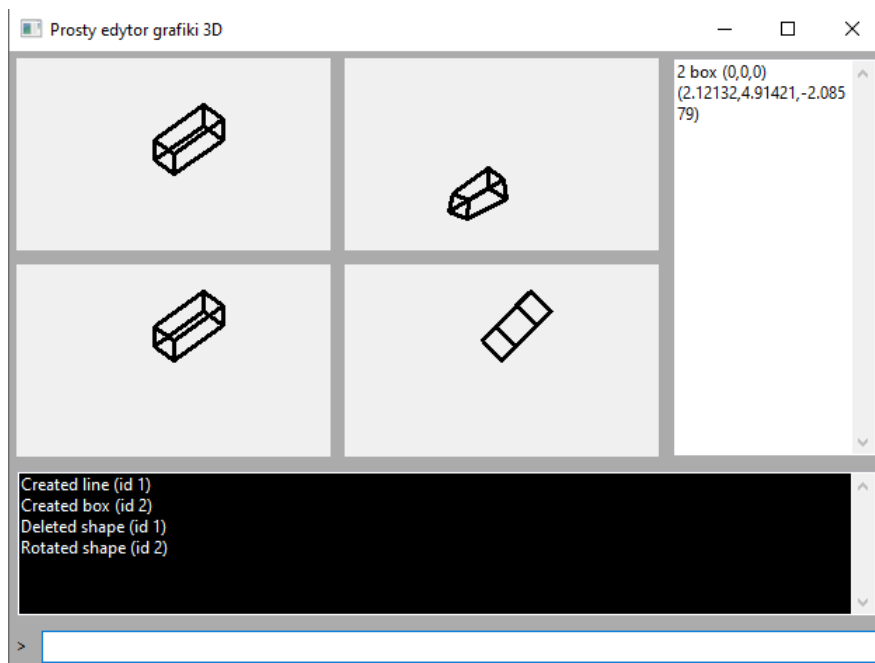 Prosty edytor grafiki 3D
2 box (0,0,0)
(2.12132,4.91421,-2.085
79)
Created line (id 1)
Created box (id 2)
Deleted shape (id 1)
Rotated shape (id 2)
>